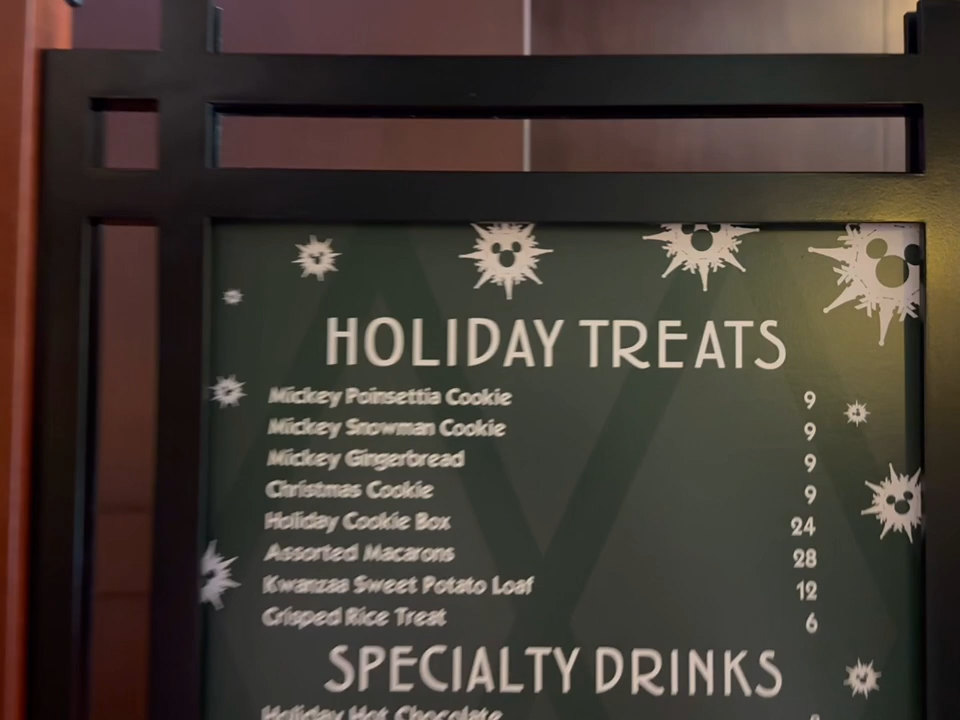 HOLIDAY TREATS
Mickey Poinsettia Cookie 9
Mickey Snowman Cookie 9
Mickey Gingerbread 9
Christmas Cookie 9
Holiday Cookie Box 24
Assorted Macarons 28
Kwanzaa Sweet Potato Loaf 12
Crisped Rice Treat 6
SPECIALTY DRINKS
Holiday Hot Chocolate